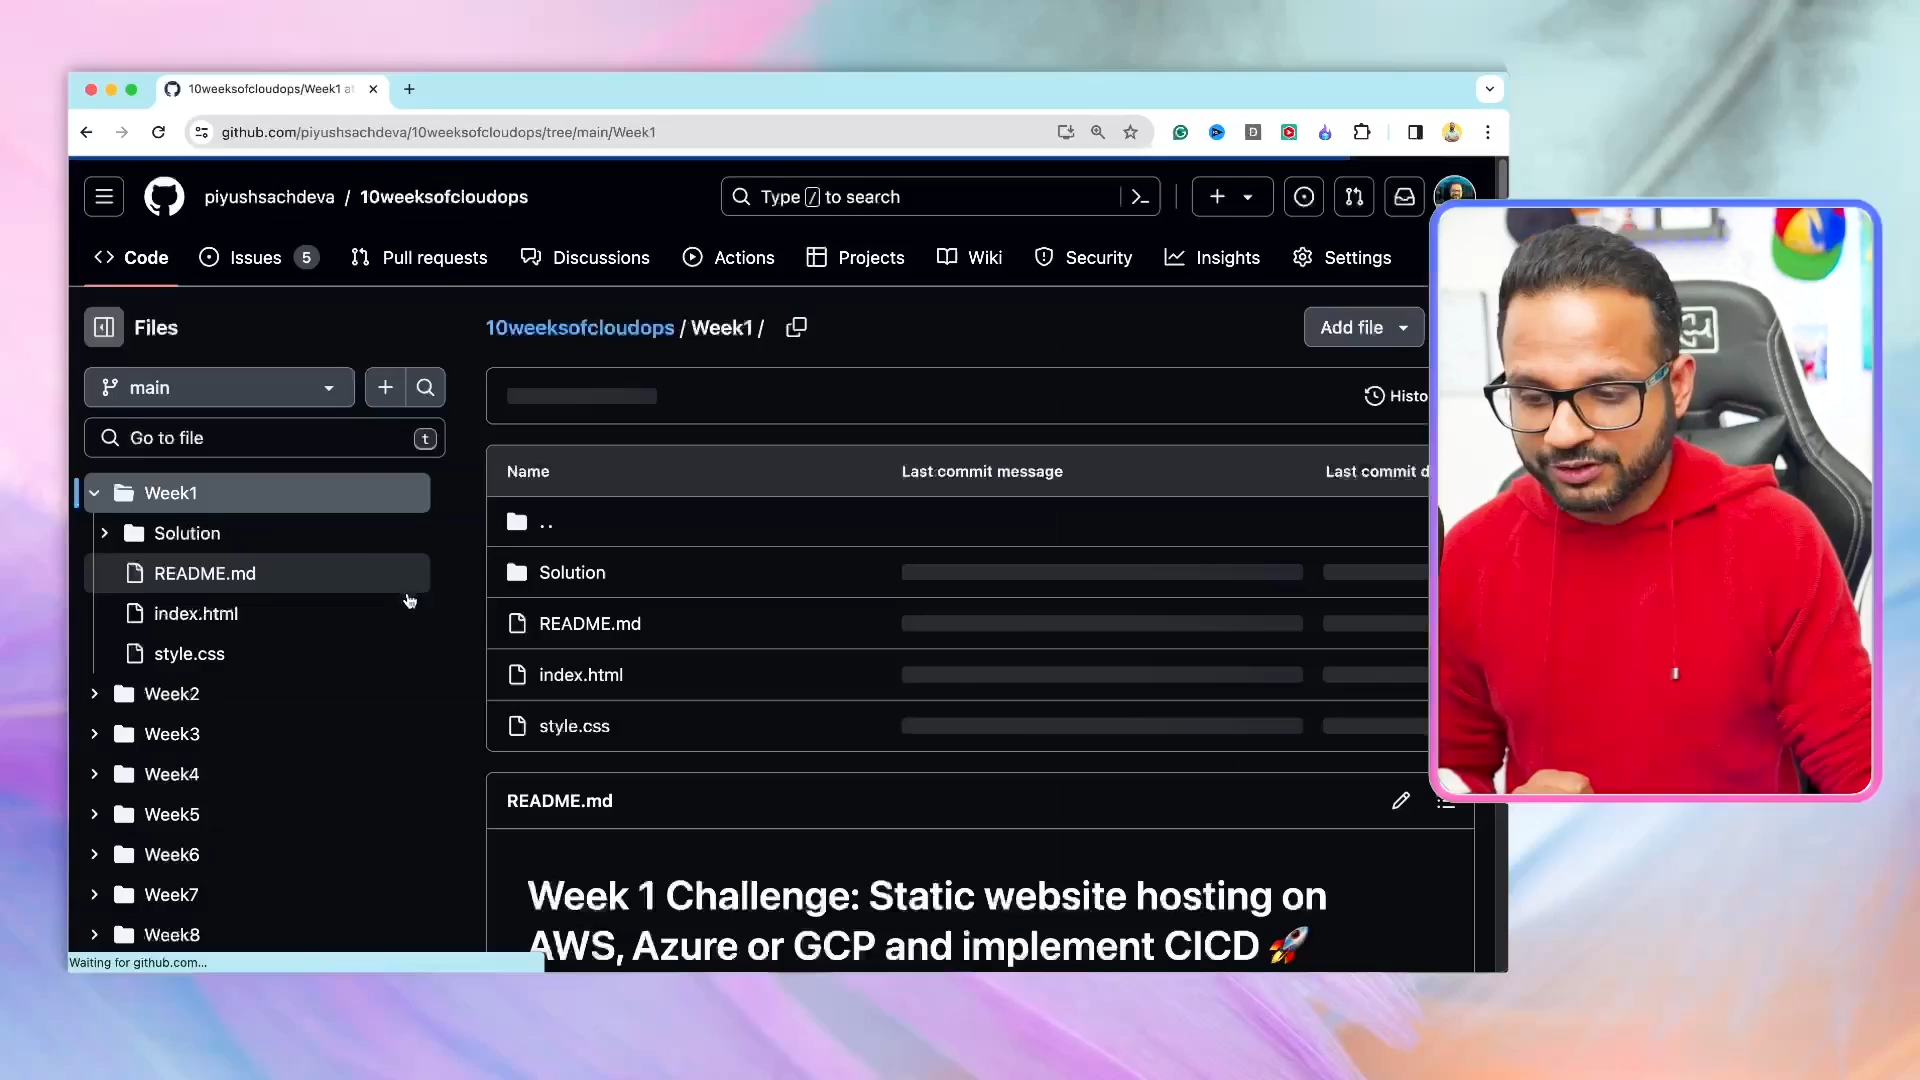 10weeksofcloudops/Week1 a
github.com/piyushsachdeva/10weeksofcloudops/tree/main/Week1
piyushsachdeva / 10weeksofcloudops
Type / to search
Code
Issues 5
Pull requests
Discussions
Actions
Projects
Wiki
Security
Insights
Settings
Files
10weeksofcloudops / Week1 /
Add file
main
Histo
Go to file
t
Name
Last commit message
Last commit d
Week1
Solution
README.md
index.html
style.css
Week2
Week3
Week4
Week5
Week6
Week7
Week8
..
Solution
README.md
index.html
style.css
README.md
Week 1 Challenge: Static website hosting on
AWS, Azure or GCP and implement CICD 🚀
Waiting for github.com...